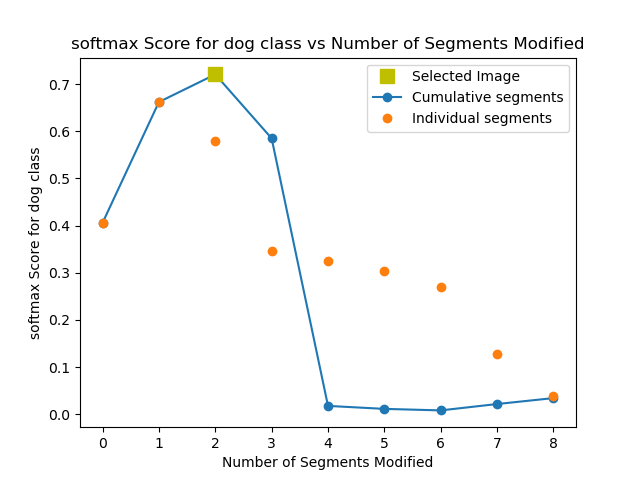 softmax Score for dog class vs Number of Segments Modified
Selected Image
Cumulative segments
Individual segments
softmax Score for dog class
0.7
0.6
0.5
0.4
0.3
0.2
0.1
0.0
0 1 2 3 4 5 6 7 8
Number of Segments Modified